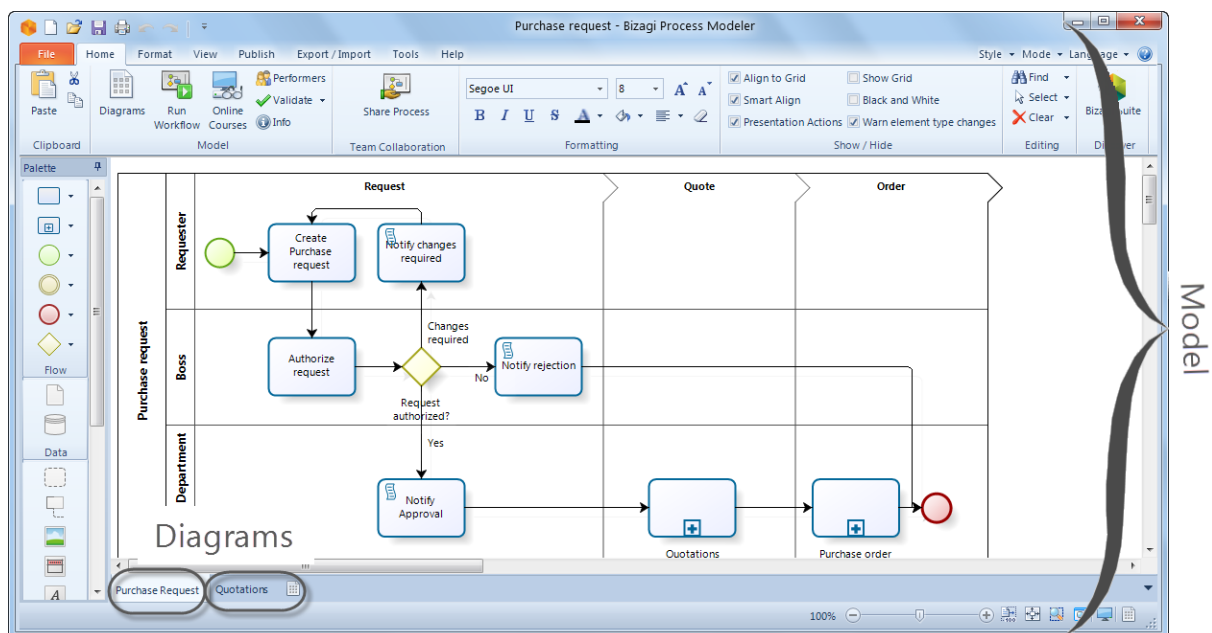 Purchase request - Bizagi Process Modeler
File Home Format View Publish Export / Import Tools Help Style Mode Language
Paste
Clipboard
Diagrams
Run
Workflow
Online
Courses
Performers
Validate
Info
Model
Share Process
Team Collaboration
Segoe UI 8 A A
B I U S A
Formatting
Align to Grid Show Grid
Smart Align Black and White
Presentation Actions Warn element type changes
Show / Hide
Find
Select
Clear
Editing
Palette
Flow
Data
A
Request Quote Order
Purchase request
Requester
Create
Purchase
request
Notify changes
required
Boss
Authorize
request
Changes
required
No
Notify rejection
Request
authorized?
Yes
Department
Notify
Approval
Quotations
Purchase order
Diagrams
Purchase Request Quotations
100%
Model